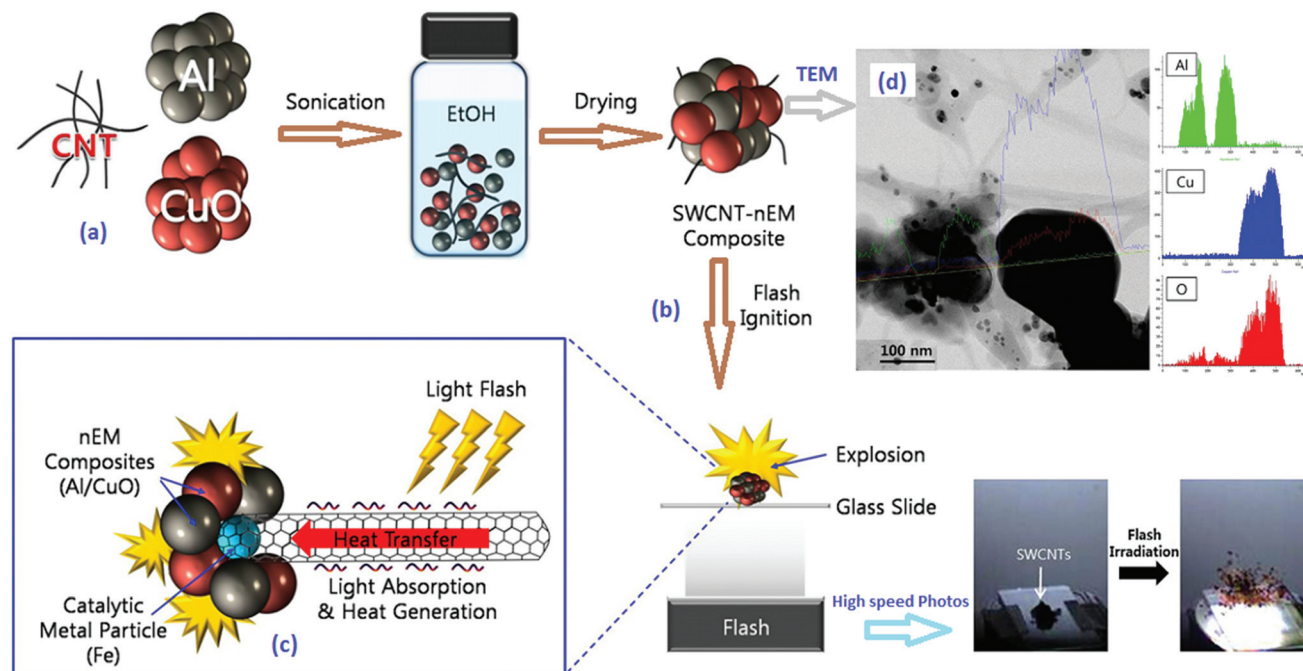 CNT
Al
CuO
(a)
Sonication
EtOH
Drying
SWCNT-nEM
Composite
TEM
(d)
100 nm
Al
Cu
O
(b)
Flash
Ignition
Light Flash
nEM
Composites
(Al/CuO)
Heat Transfer
Light Absorption
& Heat Generation
Catalytic
Metal Particle
(Fe)
(c)
Explosion
Glass Slide
Flash
High speed Photos
SWCNTs
Flash
Irradiation